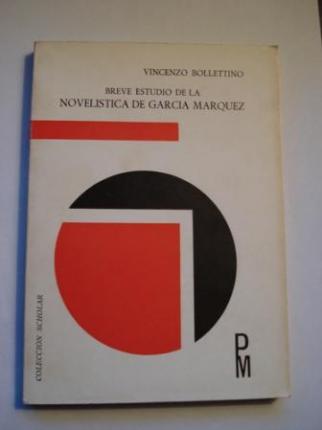 VINCENZO BOLLETTINO
BREVE ESTUDIO DE LA
NOVELISTICA DE GARCIA MARQUEZ
COLECCION SCHOLAR
PM